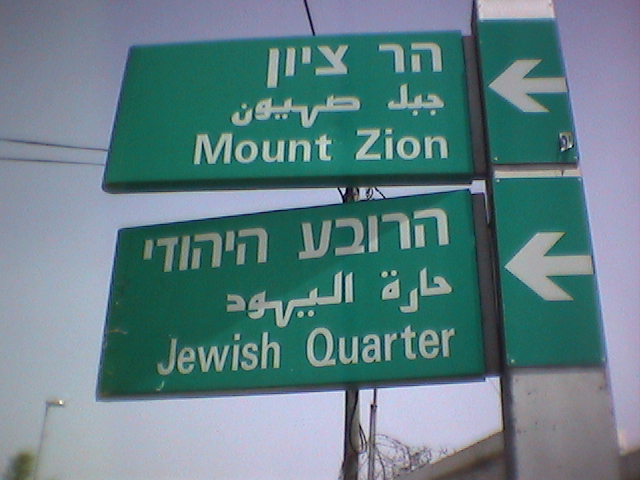 הר ציון
جبل صهيون
Mount Zion
הרובע היהודי
حارة اليهود
Jewish Quarter